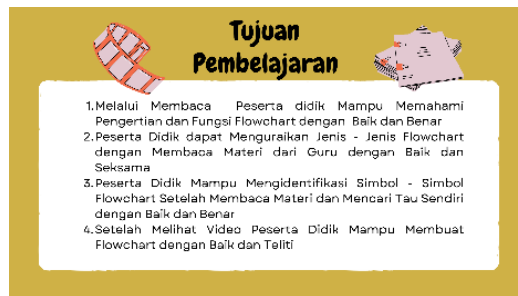 Tujuan
Pembelajaran
1.Melalui Membaca Peserta didik Mampu Memahami
Pengertian dan Fungsi Flowchart dengan Baik dan Benar
2.Peserta Didik dapat Menguraikan Jenis - Jenis Flowchart
dengan Membaca Materi dari Guru dengan Baik dan
Seksama
3.Peserta Didik Mampu Mengidentifikasi Simbol - Simbol
Flowchart Setelah Membaca Materi dan Mencari Tau Sendiri
dengan Baik dan Benar
4.Setelah Melihat Video Peserta Didik Mampu Membuat
Flowchart dengan Baik dan Teliti